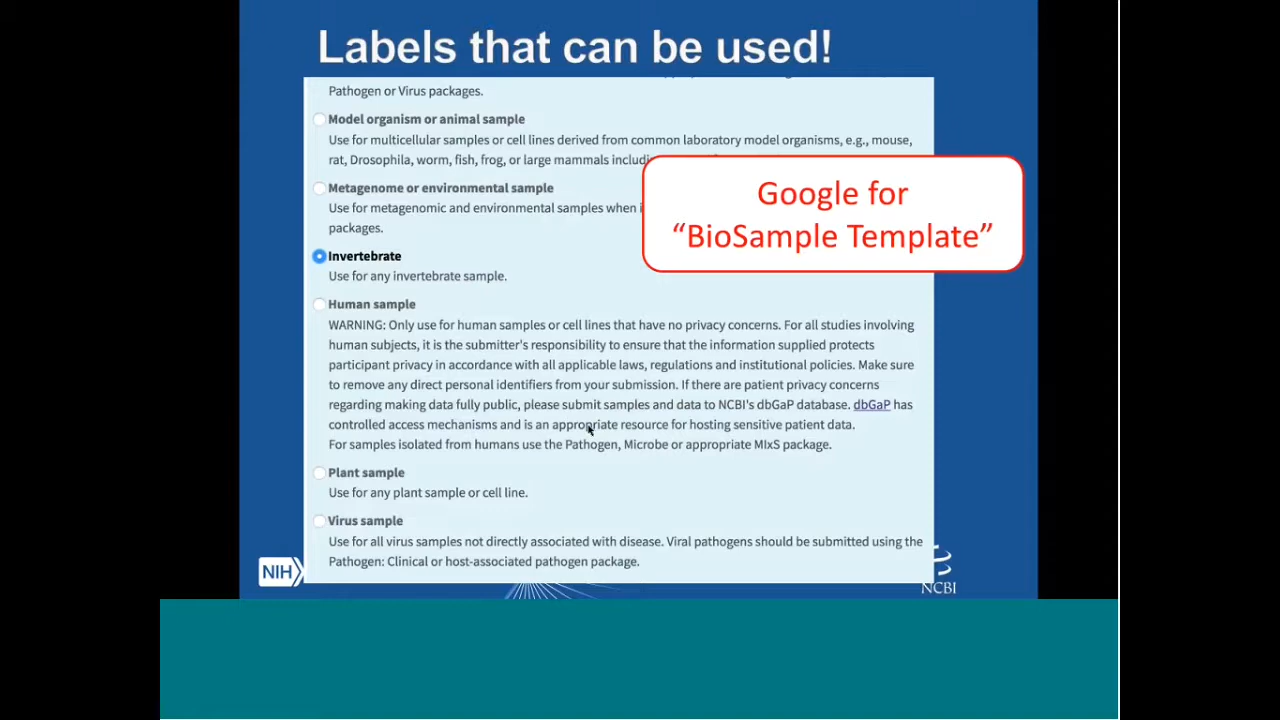 Labels that can be used!
Pathogen or Virus packages.
Model organism or animal sample
Use for multicellular samples or cell lines derived from common laboratory model organisms, e.g., mouse,
rat, Drosophila, worm, fish, frog, or large mammals
Metagenome or environmental sample
Use for metagenomic and environmental samples when
packages.
Google for
“BioSample Template”
Invertebrate
Use for any invertebrate sample.
Human sample
WARNING: Only use for human samples or cell lines that have no privacy concerns. For all studies involving
human subjects, it is the submitter's responsibility to ensure that the information supplied protects
participant privacy in accordance with all applicable laws, regulations and institutional policies. Make sure
to remove any direct personal identifiers from your submission. If there are patient privacy concerns
regarding making data fully public, please submit samples and data to NCBI's dbGaP database. dbGaP has
controlled access mechanisms and is an appropriate resource for hosting sensitive patient data.
For samples isolated from humans use the Pathogen, Microbe or appropriate MIxS package.
Plant sample
Use for any plant sample or cell line.
Virus sample
Use for all virus samples not directly associated with disease. Viral pathogens should be submitted using the
Pathogen: Clinical or host-associated pathogen package.
NIH
NCBI